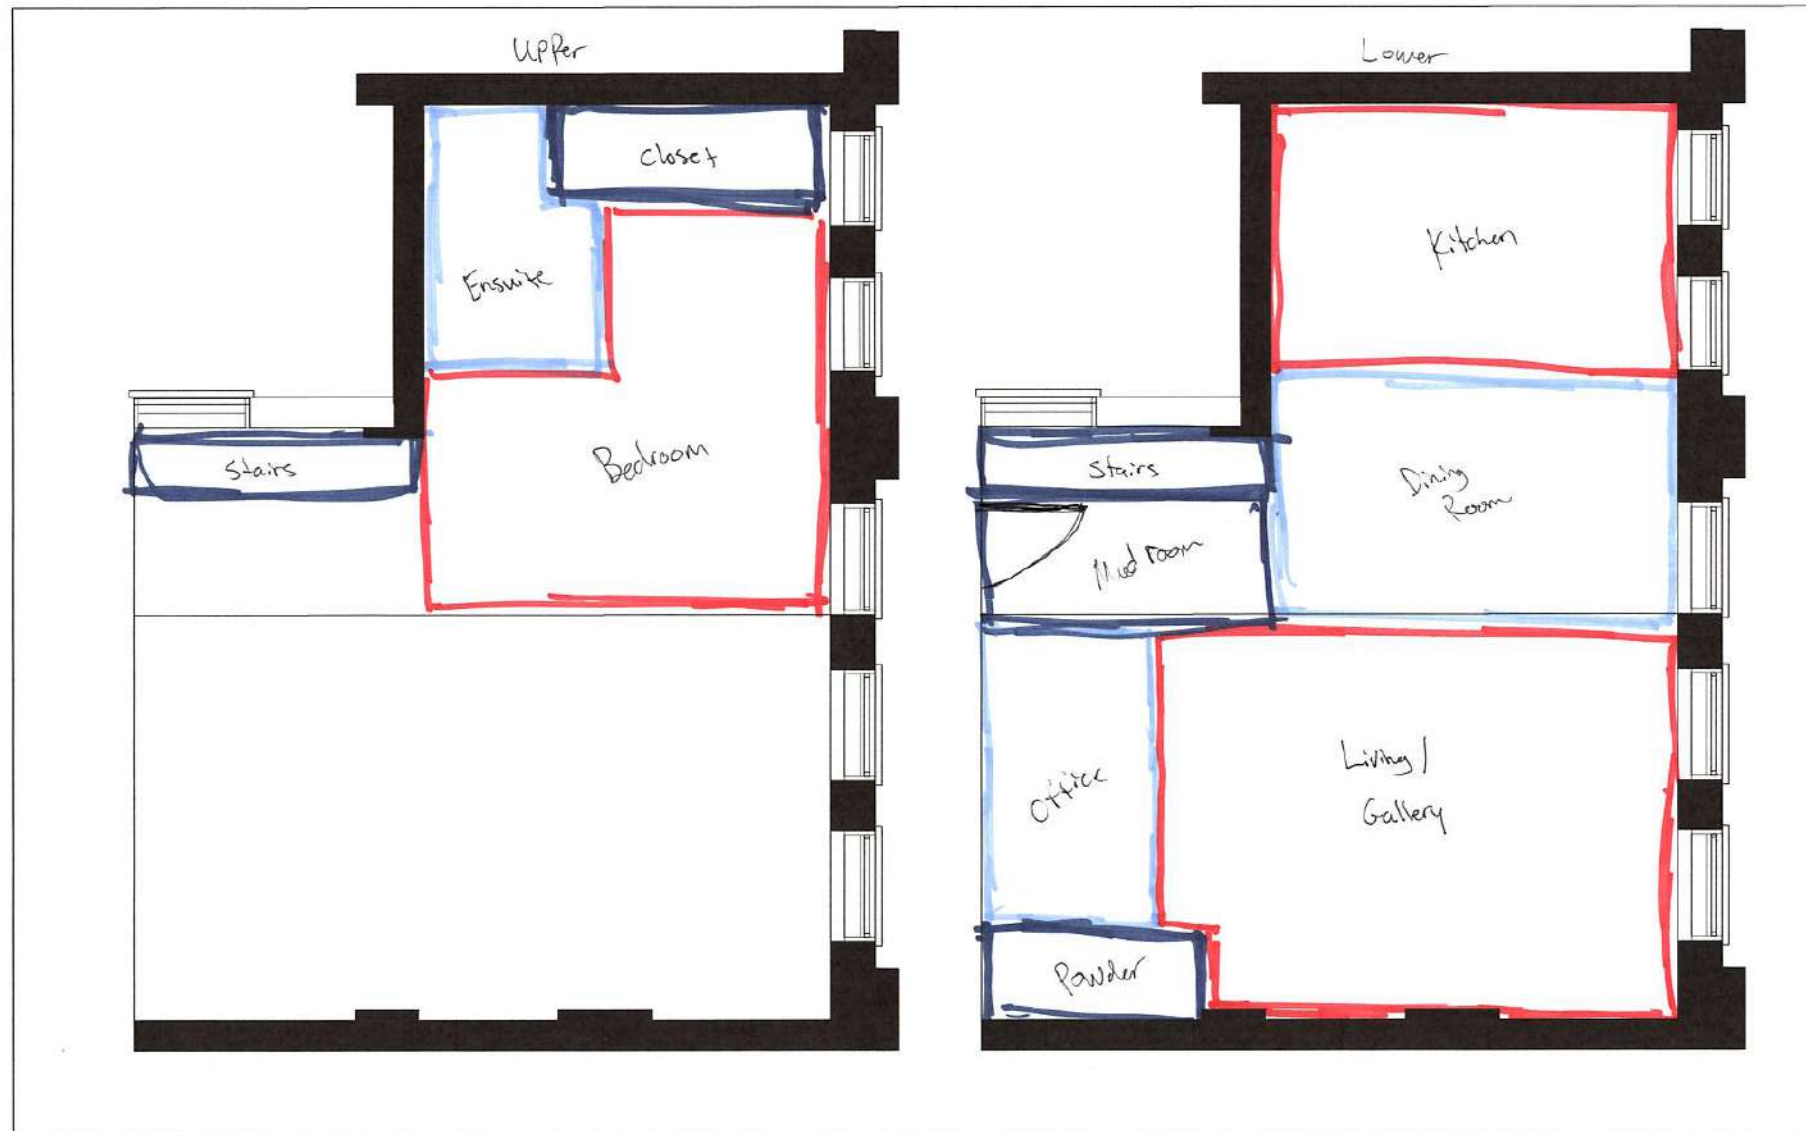 Upper
Closet
Ensuite
Bedroom
Stairs
Lower
Kitchen
Stairs
Dining
Room
Mud room
Office
Living /
Gallery
Powder